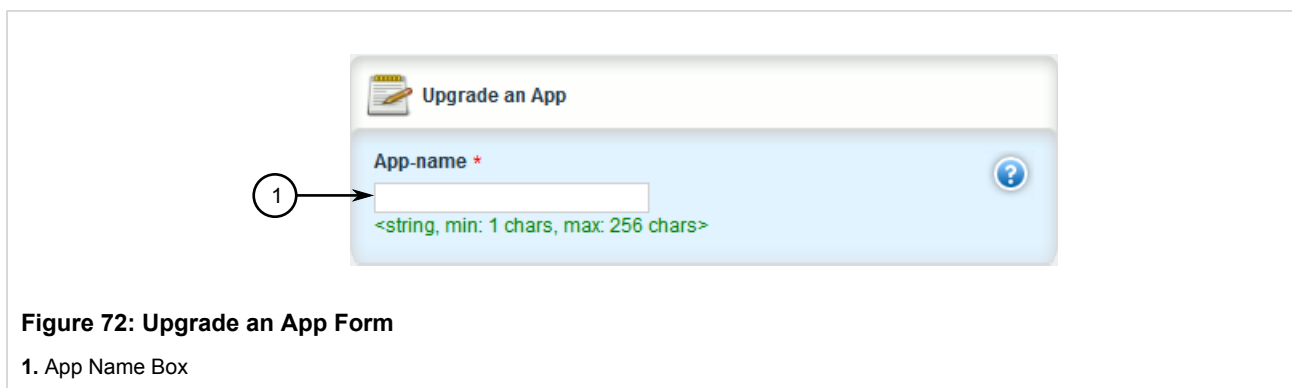 Upgrade an App
App-name *
1
<string, min: 1 chars, max: 256 chars>
Figure 72: Upgrade an App Form
1. App Name Box